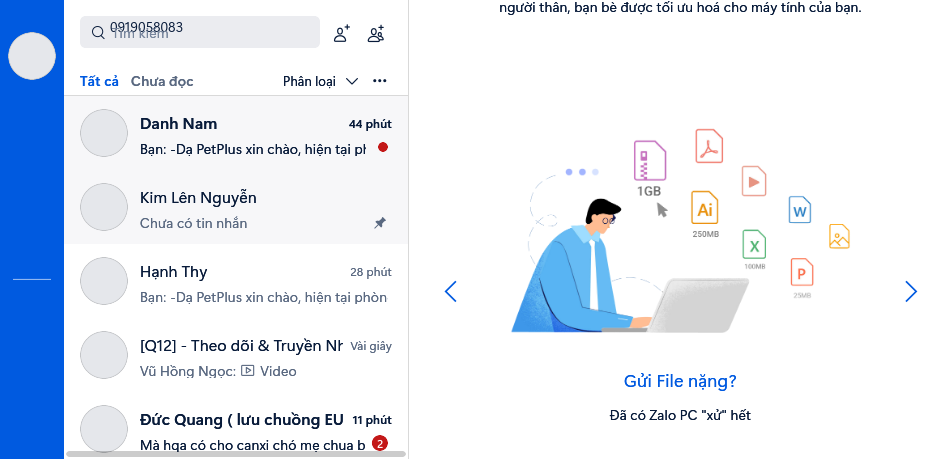 người thân, bạn bè được tối ưu hoá cho máy tính của bạn.
0919058083
Tìm kiếm
Tất cả Chưa đọc Phân loại
Danh Nam 44 phút
Bạn: -Dạ PetPlus xin chào, hiện tại ph
Kim Lên Nguyễn
Chưa có tin nhắn
Hạnh Thy 28 phút
Bạn: -Dạ PetPlus xin chào, hiện tại phòn
[Q12] - Theo dõi & Truyền Nh Vài giây
Vũ Hồng Ngọc: Video
Đức Quang ( lưu chuồng EU 11 phút
Mà hga có cho canxi chó mẹ chưa b 2
1GB
Ai
250MB
W
X
100MB
P
25MB
Gửi File nặng?
Đã có Zalo PC "xử" hết